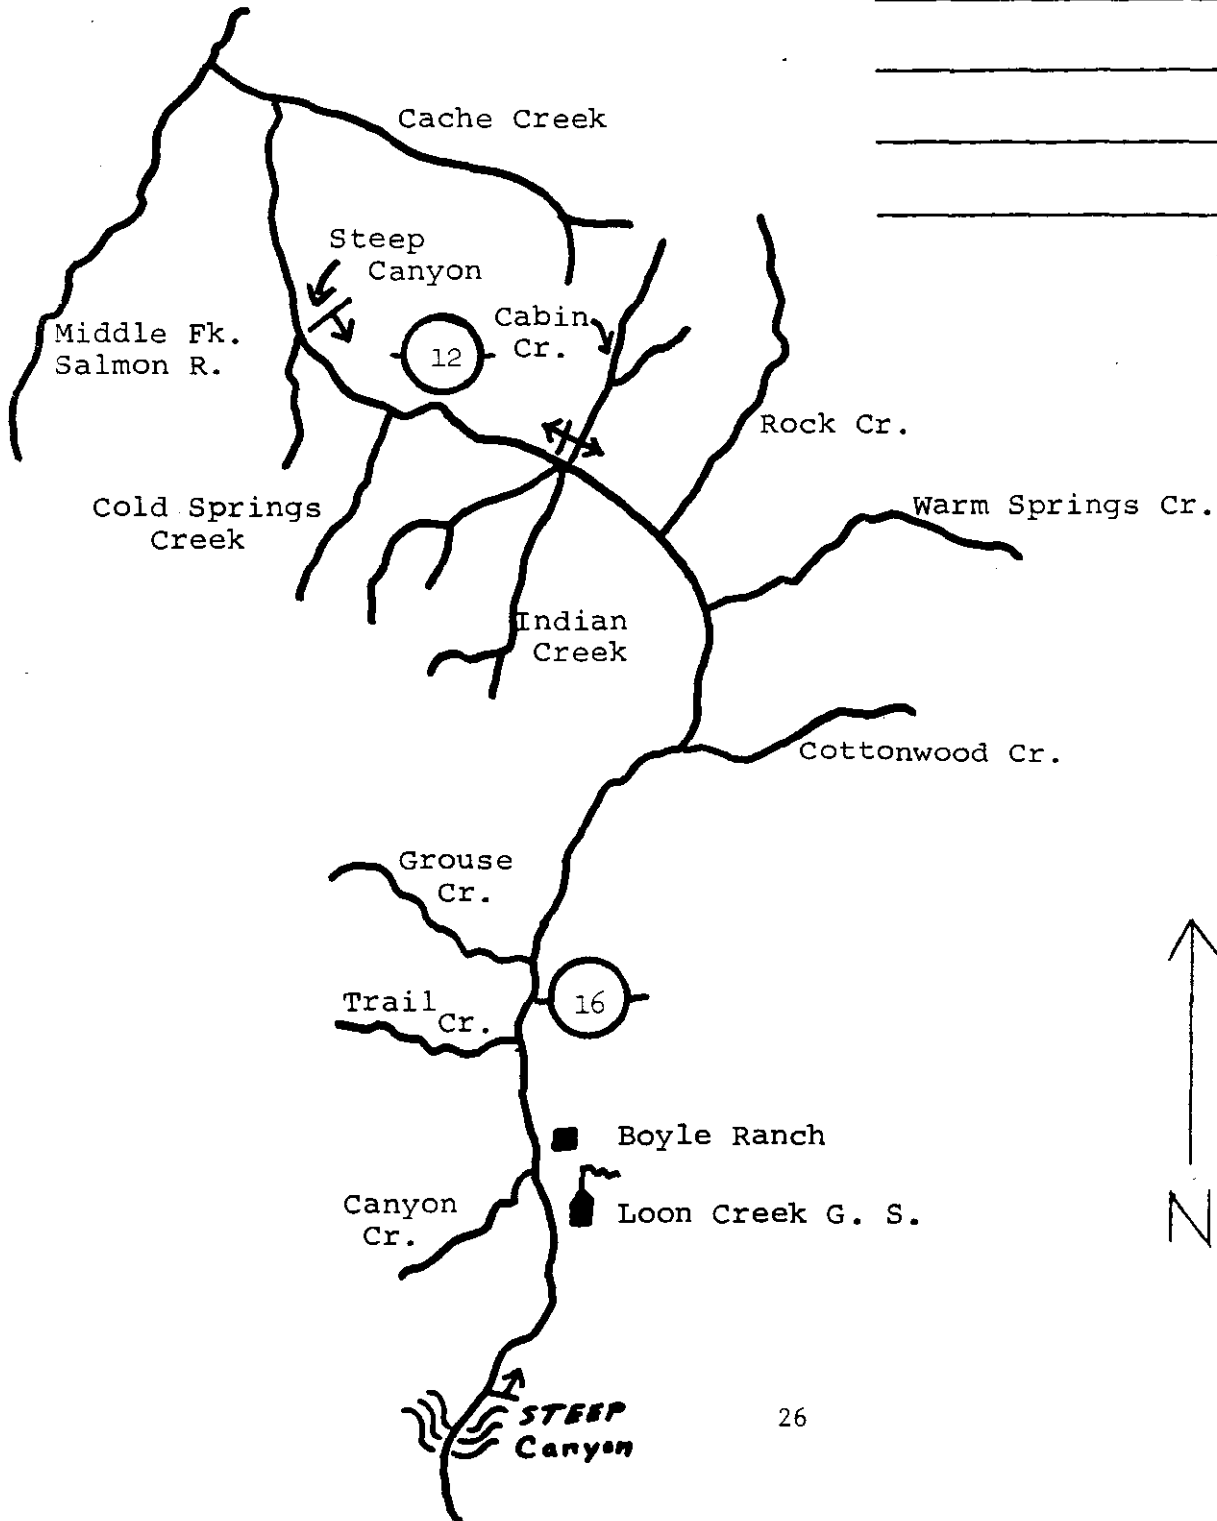 Cache Creek
Steep
Canyon
Middle Fk.
Salmon R.
12
Cabin
Cr.
Rock Cr.
Cold Springs
Creek
Warm Springs Cr.
Indian
Creek
Cottonwood Cr.
Grouse
Cr.
Trail
Cr.
16
Boyle Ranch
Canyon
Cr.
Loon Creek G. S.
N
STEEP
Canyon
26